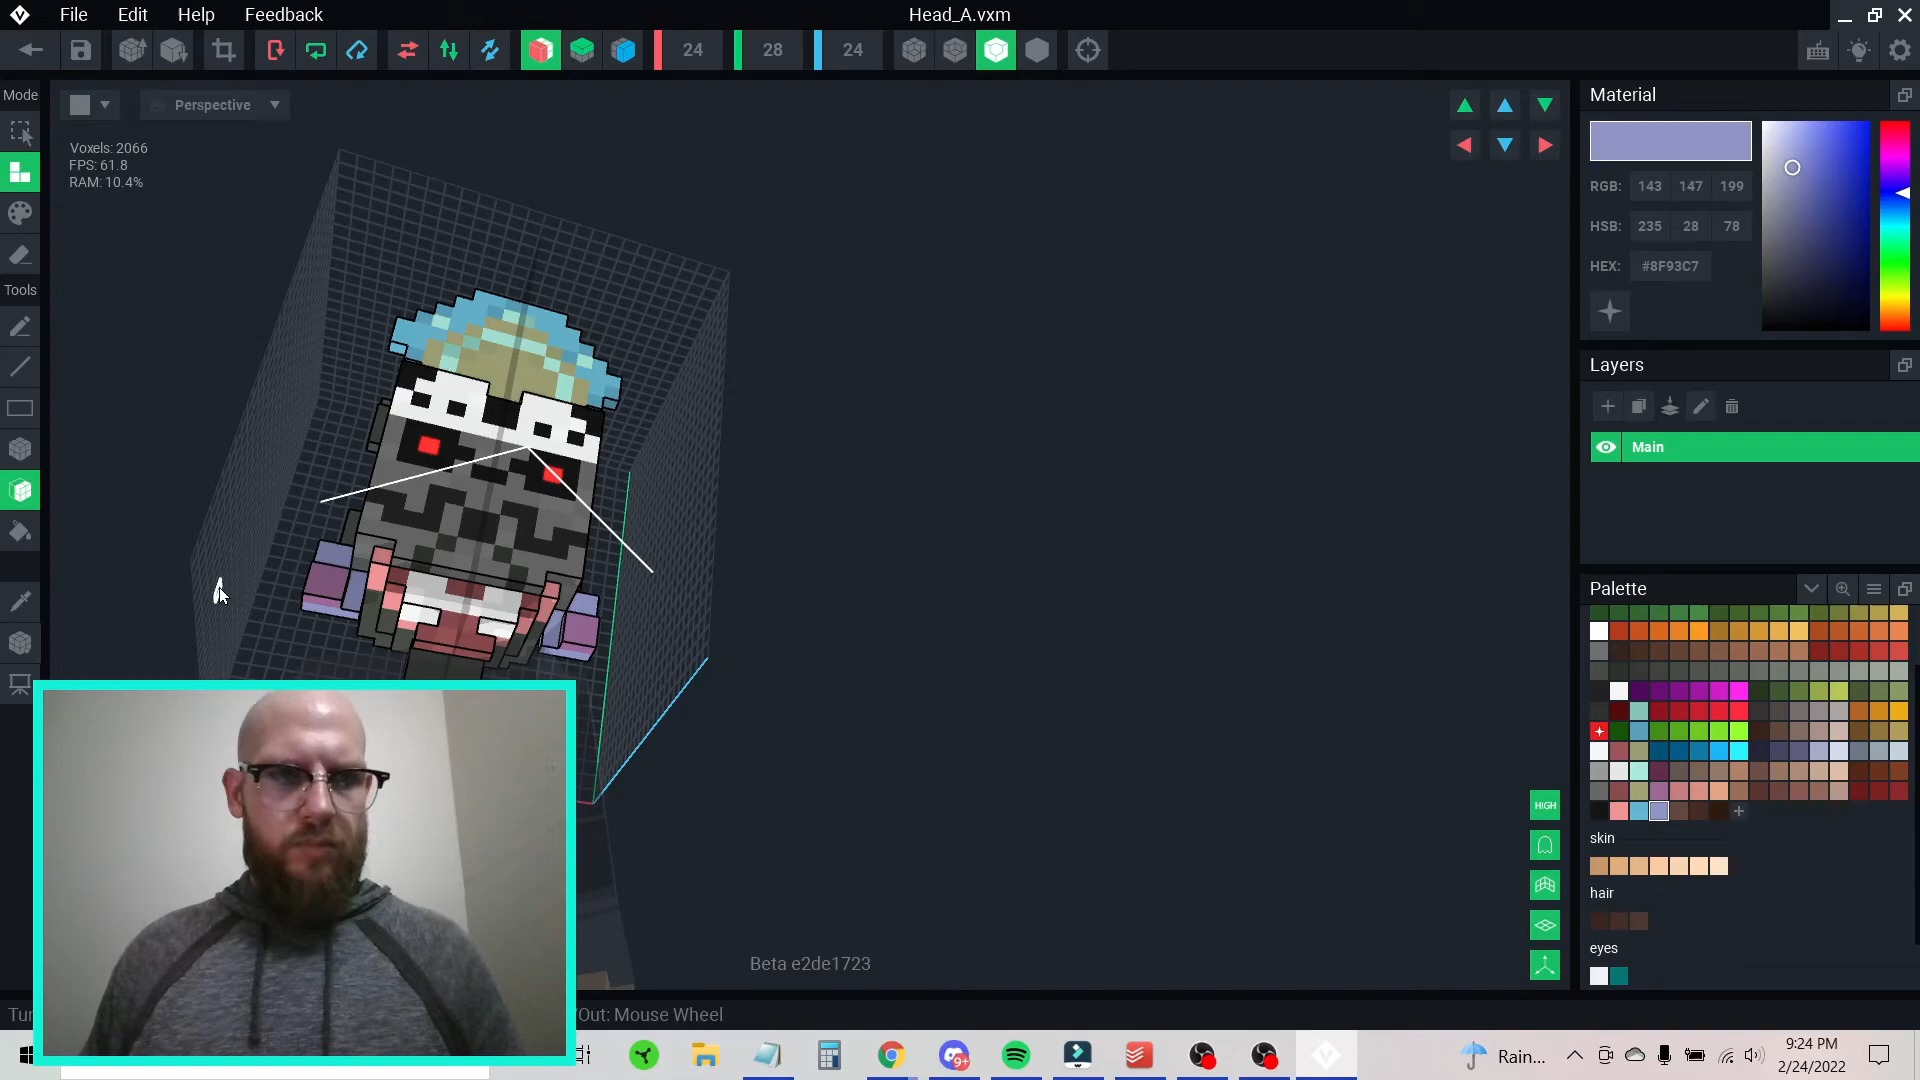 File Edit Help Feedback Head_A.vxm
24 28 24
Mode
Perspective
Voxels: 2066
FPS: 61.8
RAM: 10.4%
Tools
Material
RGB: 143 147 199
HSB: 235 28 78
HEX: #8F93C7
Layers
Main
Palette
skin
hair
eyes
HIGH
Beta e2de1723
Tur
/Out: Mouse Wheel
9+
Rain...
9:24 PM
2/24/2022